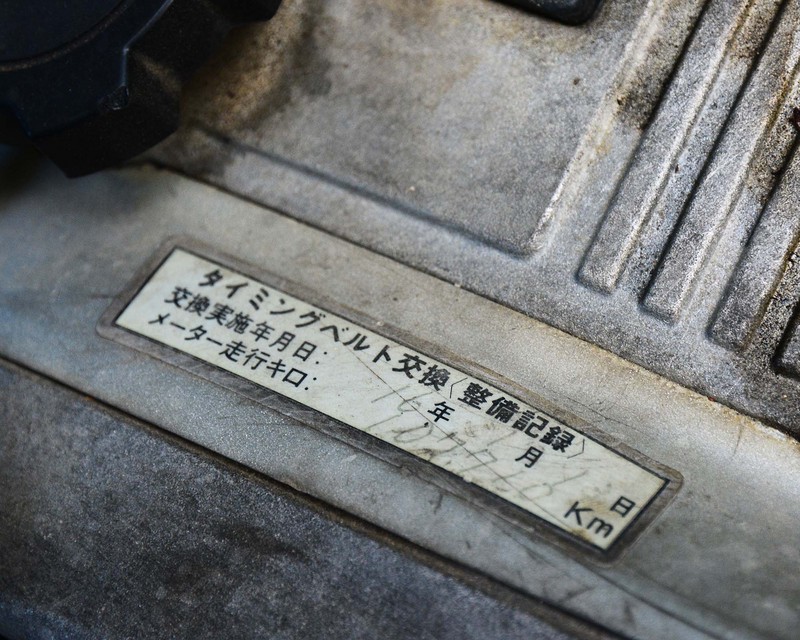 タイミングベルト交換〈整備記録〉
交換実施年月日: 年 月 日
メーター走行キロ: Km